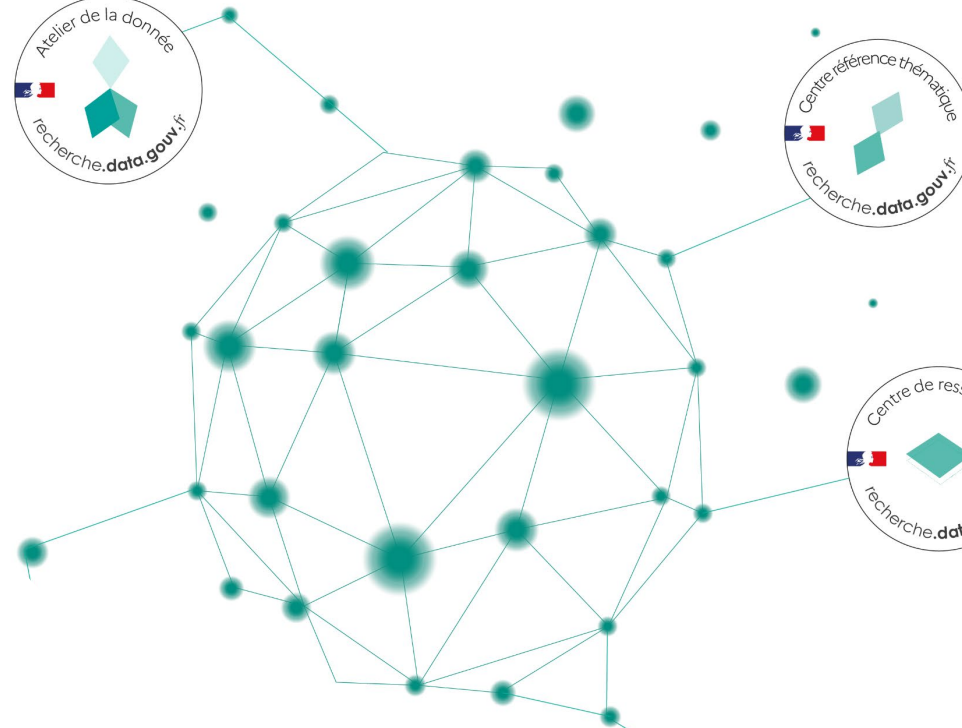 Atelier de la donnée
recherche.data.gouv.fr
Centre référence thématique
recherche.data.gouv.fr
Centre de ress
recherche.dat